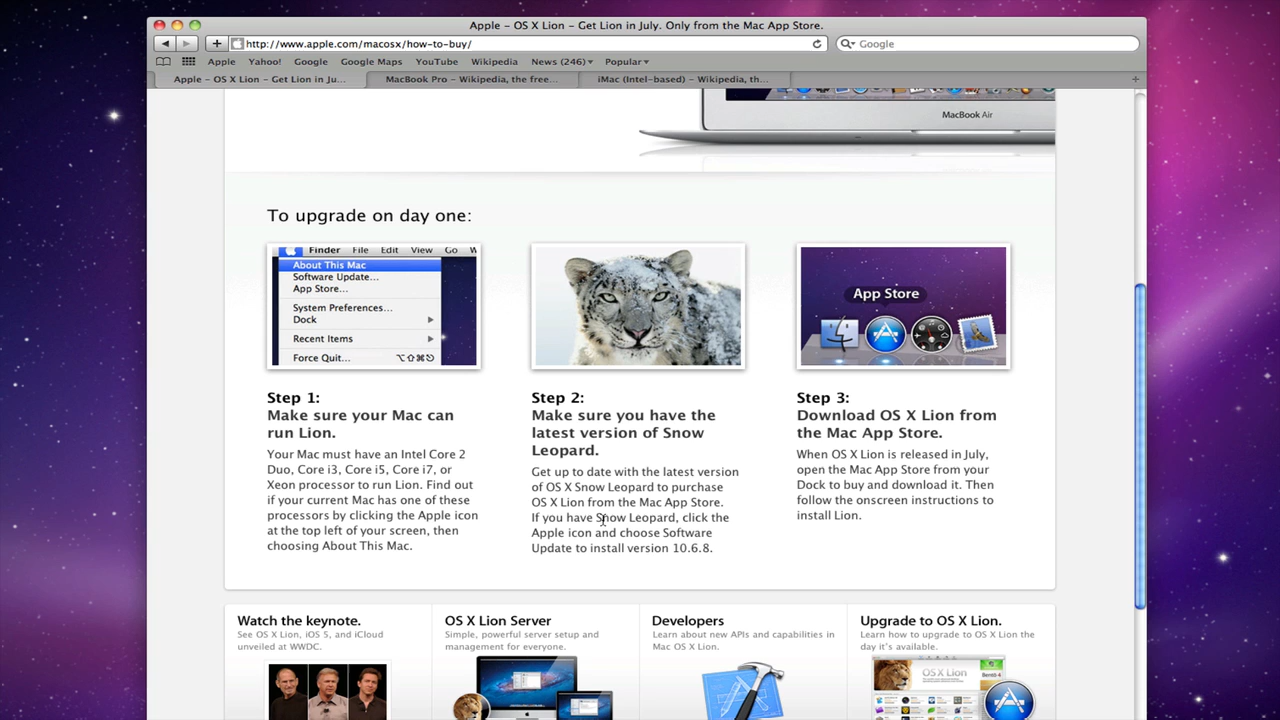 Apple – OS X Lion – Get Lion in July. Only from the Mac App Store.
http://www.apple.com/macosx/how-to-buy/
Google
Apple Yahoo! Google Google Maps YouTube Wikipedia News (246)▾ Popular▾
Apple – OS X Lion – Get Lion in Ju... MacBook Pro – Wikipedia, the free... iMac (Intel-based) – Wikipedia, th...
MacBook Air
To upgrade on day one:
Finder File Edit View Go W
About This Mac
Software Update...
App Store...
System Preferences...
Dock
Recent Items
Force Quit... ⌥⇧⌘⎋
App Store
Step 1:
Make sure your Mac can
run Lion.
Your Mac must have an Intel Core 2
Duo, Core i3, Core i5, Core i7, or
Xeon processor to run Lion. Find out
if your current Mac has one of these
processors by clicking the Apple icon
at the top left of your screen, then
choosing About This Mac.
Step 2:
Make sure you have the
latest version of Snow
Leopard.
Get up to date with the latest version
of OS X Snow Leopard to purchase
OS X Lion from the Mac App Store.
If you have Snow Leopard, click the
Apple icon and choose Software
Update to install version 10.6.8.
Step 3:
Download OS X Lion from
the Mac App Store.
When OS X Lion is released in July,
open the Mac App Store from your
Dock to buy and download it. Then
follow the onscreen instructions to
install Lion.
Watch the keynote.
See OS X Lion, iOS 5, and iCloud
unveiled at WWDC.
OS X Lion Server
Simple, powerful server setup and
management for everyone.
Developers
Learn about new APIs and capabilities in
Mac OS X Lion.
Upgrade to OS X Lion.
Learn how to upgrade to OS X Lion the
day it's available.
OS X Lion
Bento 4